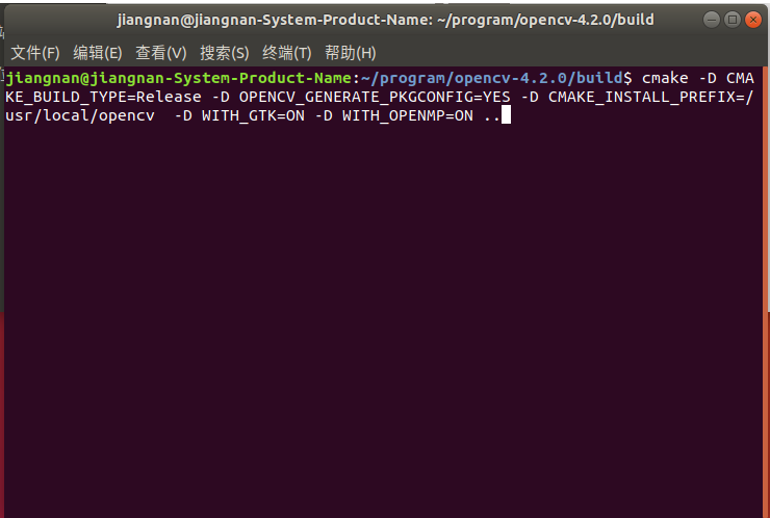 jiangnan@jiangnan-System-Product-Name: ~/program/opencv-4.2.0/build
文件(F) 编辑(E) 查看(V) 搜索(S) 终端(T) 帮助(H)
jiangnan@jiangnan-System-Product-Name:~/program/opencv-4.2.0/build$ cmake -D CMA
KE_BUILD_TYPE=Release -D OPENCV_GENERATE_PKGCONFIG=YES -D CMAKE_INSTALL_PREFIX=/
usr/local/opencv  -D WITH_GTK=ON -D WITH_OPENMP=ON ..